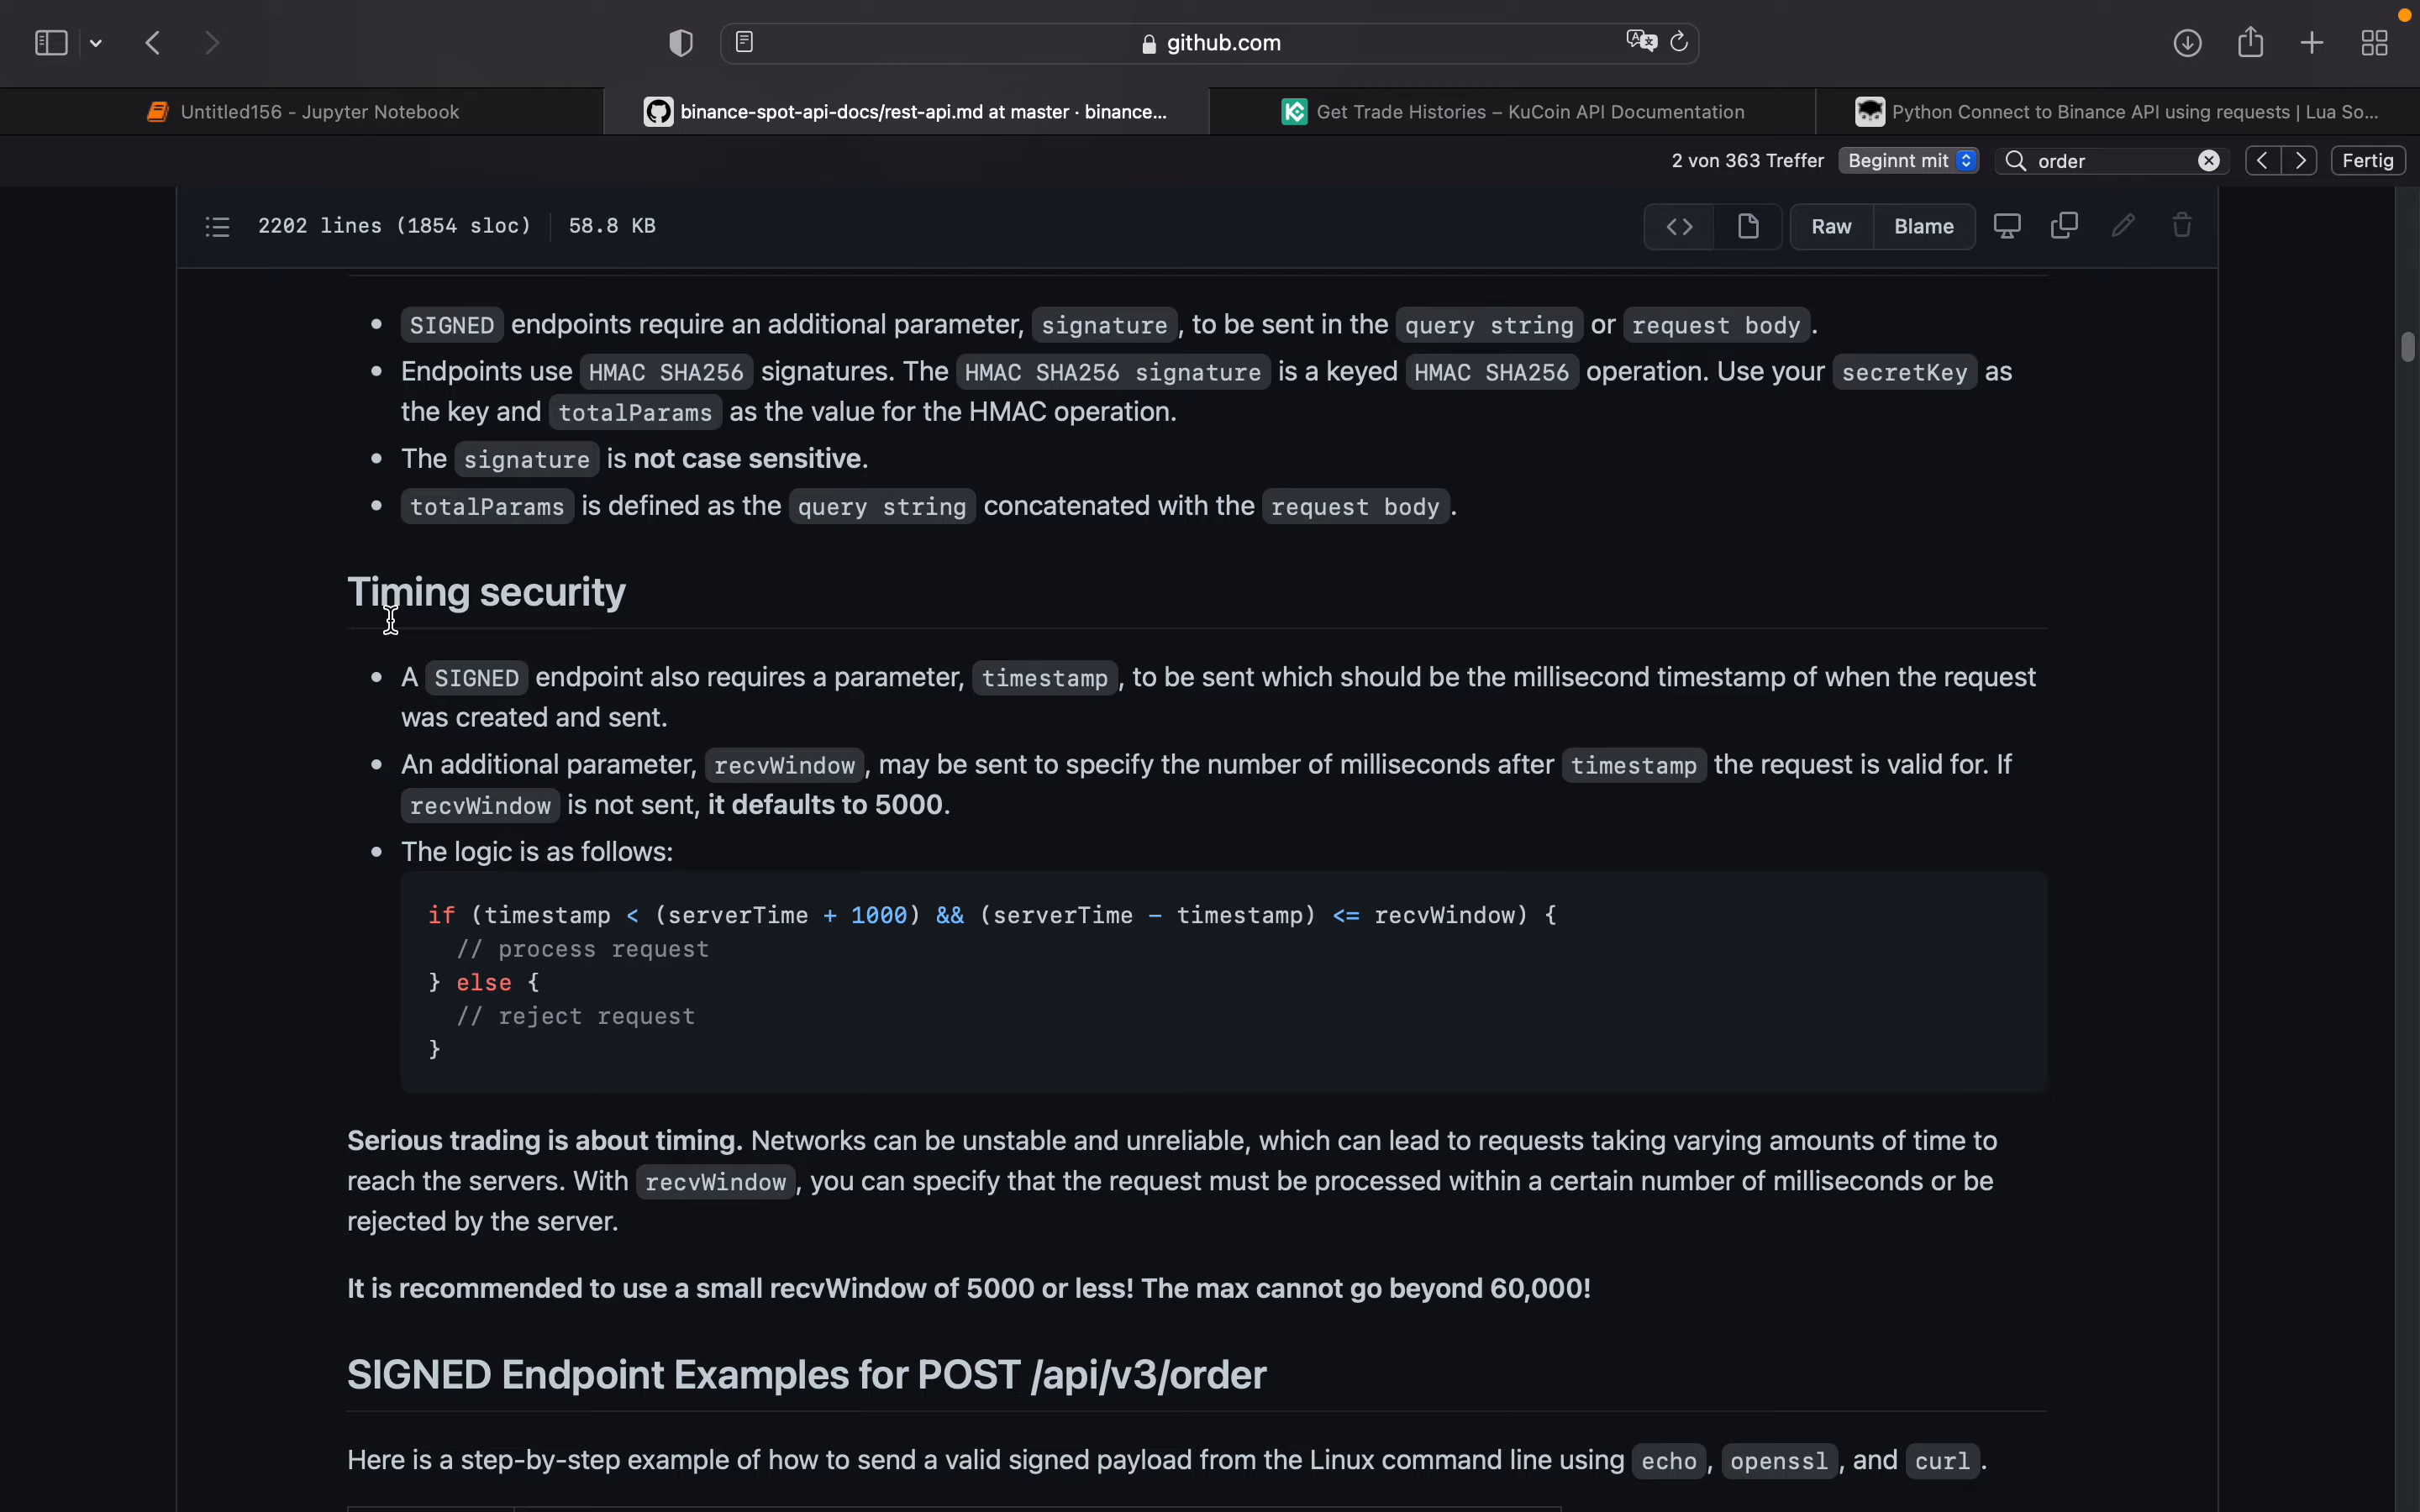 github.com
Untitled156 - Jupyter Notebook
binance-spot-api-docs/rest-api.md at master · binance...
Get Trade Histories – KuCoin API Documentation
Python Connect to Binance API using requests | Lua So...
2 von 363 Treffer
Beginnt mit
order
Fertig
2202 lines (1854 sloc)
58.8 KB
Raw
Blame
• SIGNED endpoints require an additional parameter, signature, to be sent in the query string or request body.
• Endpoints use HMAC SHA256 signatures. The HMAC SHA256 signature is a keyed HMAC SHA256 operation. Use your secretKey as
the key and totalParams as the value for the HMAC operation.
• The signature is not case sensitive.
• totalParams is defined as the query string concatenated with the request body.
Timing security
• A SIGNED endpoint also requires a parameter, timestamp, to be sent which should be the millisecond timestamp of when the request
was created and sent.
• An additional parameter, recvWindow, may be sent to specify the number of milliseconds after timestamp the request is valid for. If
recvWindow is not sent, it defaults to 5000.
• The logic is as follows:
if (timestamp < (serverTime + 1000) && (serverTime - timestamp) <= recvWindow) {
// process request
} else {
// reject request
}
Serious trading is about timing. Networks can be unstable and unreliable, which can lead to requests taking varying amounts of time to
reach the servers. With recvWindow, you can specify that the request must be processed within a certain number of milliseconds or be
rejected by the server.
It is recommended to use a small recvWindow of 5000 or less! The max cannot go beyond 60,000!
SIGNED Endpoint Examples for POST /api/v3/order
Here is a step-by-step example of how to send a valid signed payload from the Linux command line using echo, openssl, and curl.